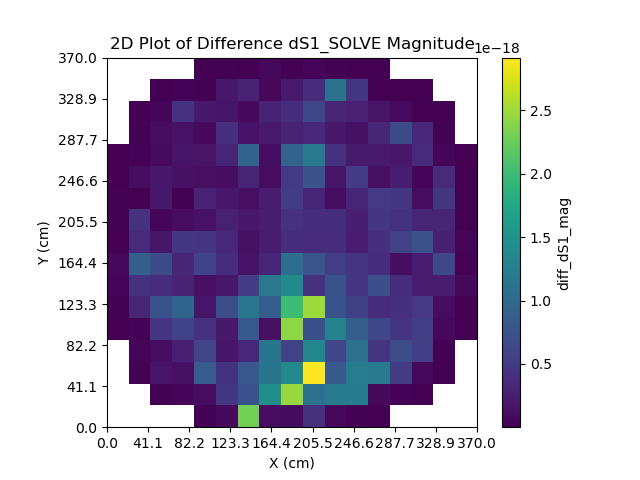 2D Plot of Difference dS1_SOLVE Magnitude
1e−18
370.0
328.9
287.7
246.6
205.5
164.4
123.3
82.2
41.1
0.0
Y (cm)
0.0 41.1 82.2 123.3 164.4 205.5 246.6 287.7 328.9 370.0
X (cm)
2.5
2.0
1.5
1.0
0.5
diff_dS1_mag